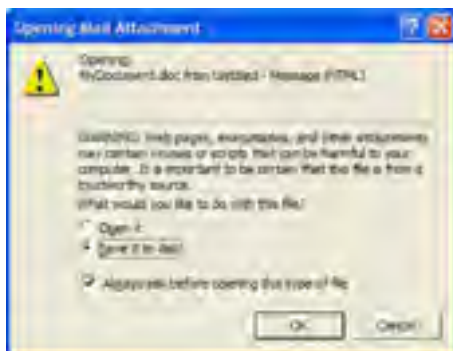 Opening Mail Attachment
Opening:
MyDocument.doc from Untitled - Message (HTML)
WARNING: Web pages, executables, and other attachments
may contain viruses or scripts that can be harmful to your
computer. It is important to be certain that this file is from a
trustworthy source.
What would you like to do with this file?
Open it
Save it to disk
Always ask before opening this type of file
OK
Cancel